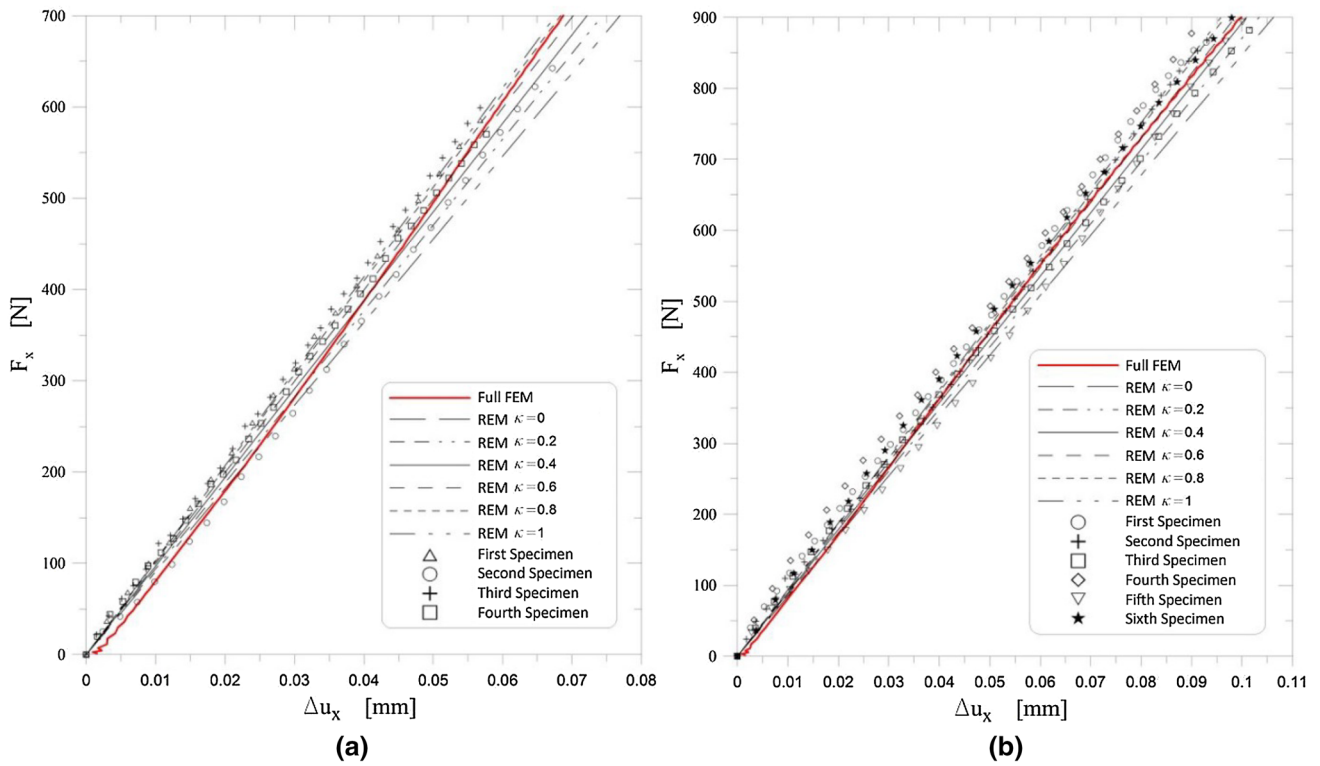 700
600
500
400
300
200
100
0
F x [N]
0 0.01 0.02 0.03 0.04 0.05 0.06 0.07 0.08
Δu x [mm]
Full FEM
REM κ=0
REM κ=0.2
REM κ=0.4
REM κ=0.6
REM κ=0.8
REM κ=1
First Specimen
Second Specimen
Third Specimen
Fourth Specimen
(a)
900
800
700
600
500
400
300
200
100
0
F x [N]
0 0.01 0.02 0.03 0.04 0.05 0.06 0.07 0.08 0.09 0.1 0.11
Δu x [mm]
Full FEM
REM κ=0
REM κ=0.2
REM κ=0.4
REM κ=0.6
REM κ=0.8
REM κ=1
First Specimen
Second Specimen
Third Specimen
Fourth Specimen
Fifth Specimen
Sixth Specimen
(b)